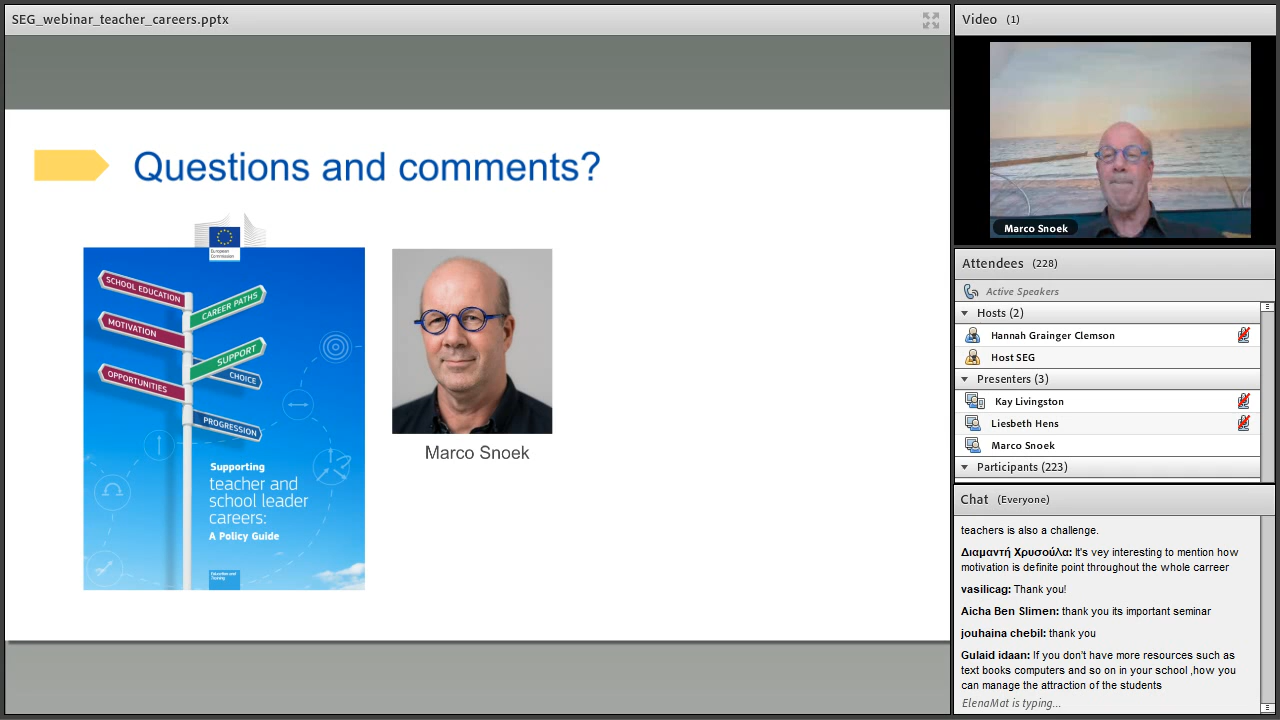 SEG_webinar_teacher_careers.pptx
Questions and comments?
European
Commission
SCHOOL EDUCATION
CAREER PATHS
MOTIVATION
SUPPORT
CHOICE
OPPORTUNITIES
PROGRESSION
Supporting
teacher and
school leader
careers:
A Policy Guide
Education and
Training
Marco Snoek
Video (1)
Marco Snoek
Attendees (228)
Active Speakers
Hosts (2)
Hannah Grainger Clemson
Host SEG
Presenters (3)
Kay Livingston
Liesbeth Hens
Marco Snoek
Participants (223)
Chat (Everyone)
teachers is also a challenge.
Διαμαντή Χρυσούλα: It's vey interesting to mention how
motivation is definite point throughout the whole carreer
vasilicag: Thank you!
Aicha Ben Slimen: thank you its important seminar
jouhaina chebil: thank you
Gulaid idaan: If you don't have more resources such as
text books computers and so on in your school ,how you
can manage the attraction of the students
ElenaMat is typing...